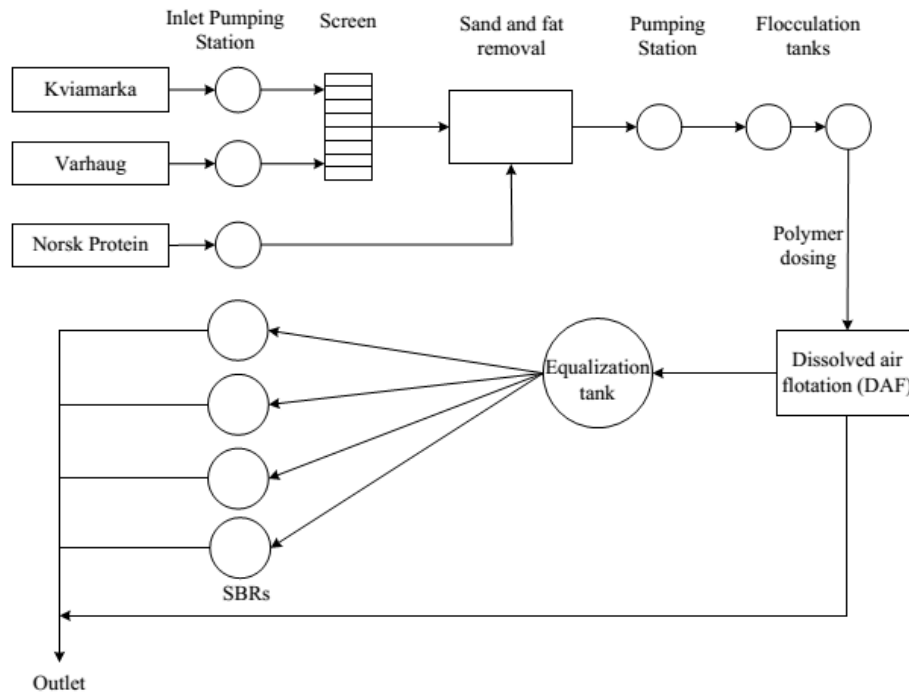 Inlet Pumping
Station
Screen
Sand and fat
removal
Pumping
Station
Flocculation
tanks
Kviamarka
Varhaug
Norsk Protein
Polymer
dosing
Equalization
tank
Dissolved air
flotation (DAF)
SBRs
Outlet